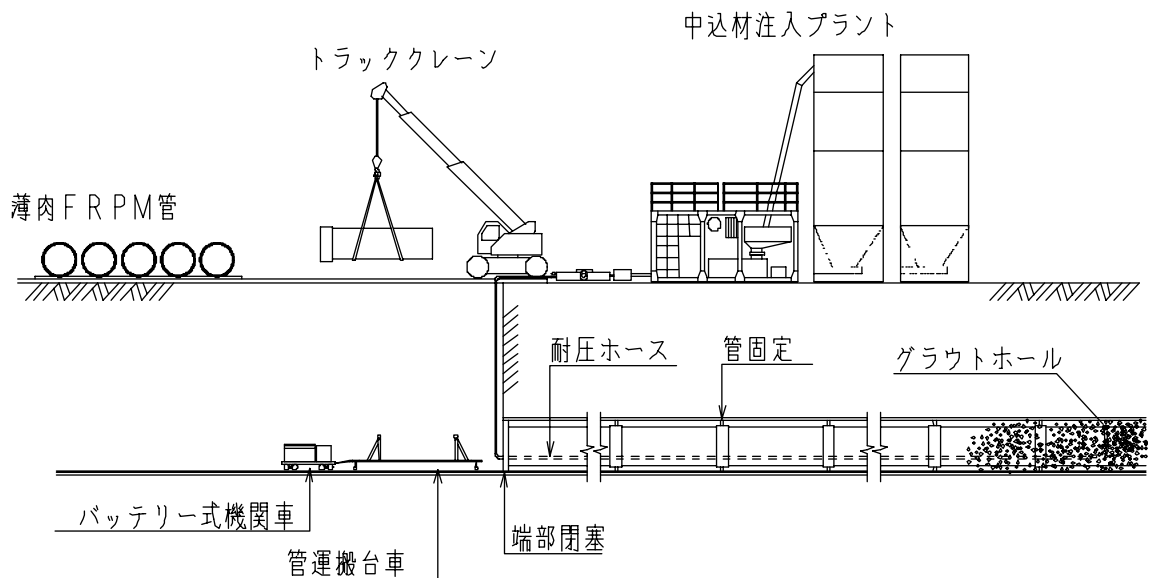 中込材注入プラント
トラッククレーン
薄肉ＦＲＰＭ管
耐圧ホース
管固定
グラウトホール
バッテリー式機関車
端部閉塞
管運搬台車